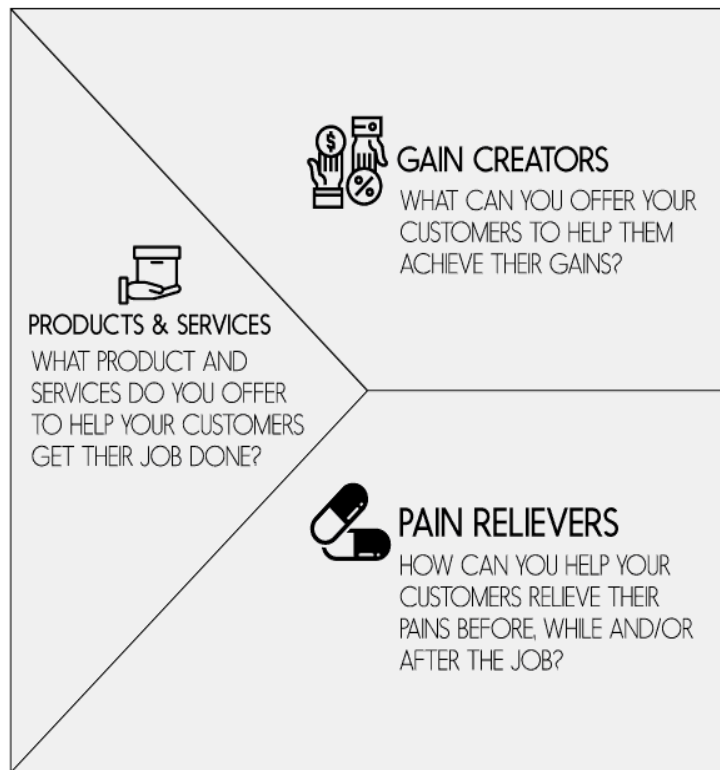 GAIN CREATORS
WHAT CAN YOU OFFER YOUR
CUSTOMERS TO HELP THEM
ACHIEVE THEIR GAINS?
PRODUCTS & SERVICES
WHAT PRODUCT AND
SERVICES DO YOU OFFER
TO HELP YOUR CUSTOMERS
GET THEIR JOB DONE?
PAIN RELIEVERS
HOW CAN YOU HELP YOUR
CUSTOMERS RELIEVE THEIR
PAINS BEFORE, WHILE AND/OR
AFTER THE JOB?